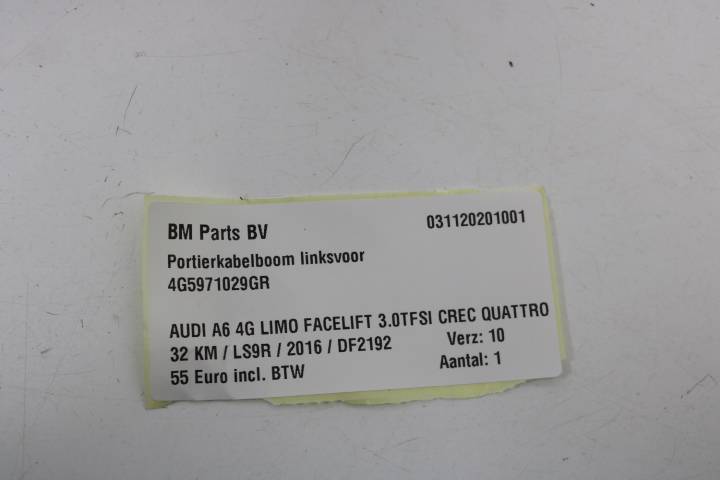 BM Parts BV 031120201001
Portierkabelboom linksvoor
4G5971029GR
AUDI A6 4G LIMO FACELIFT 3.0TFSI CREC QUATTRO
32 KM / LS9R / 2016 / DF2192 Verz: 10
55 Euro incl. BTW Aantal: 1